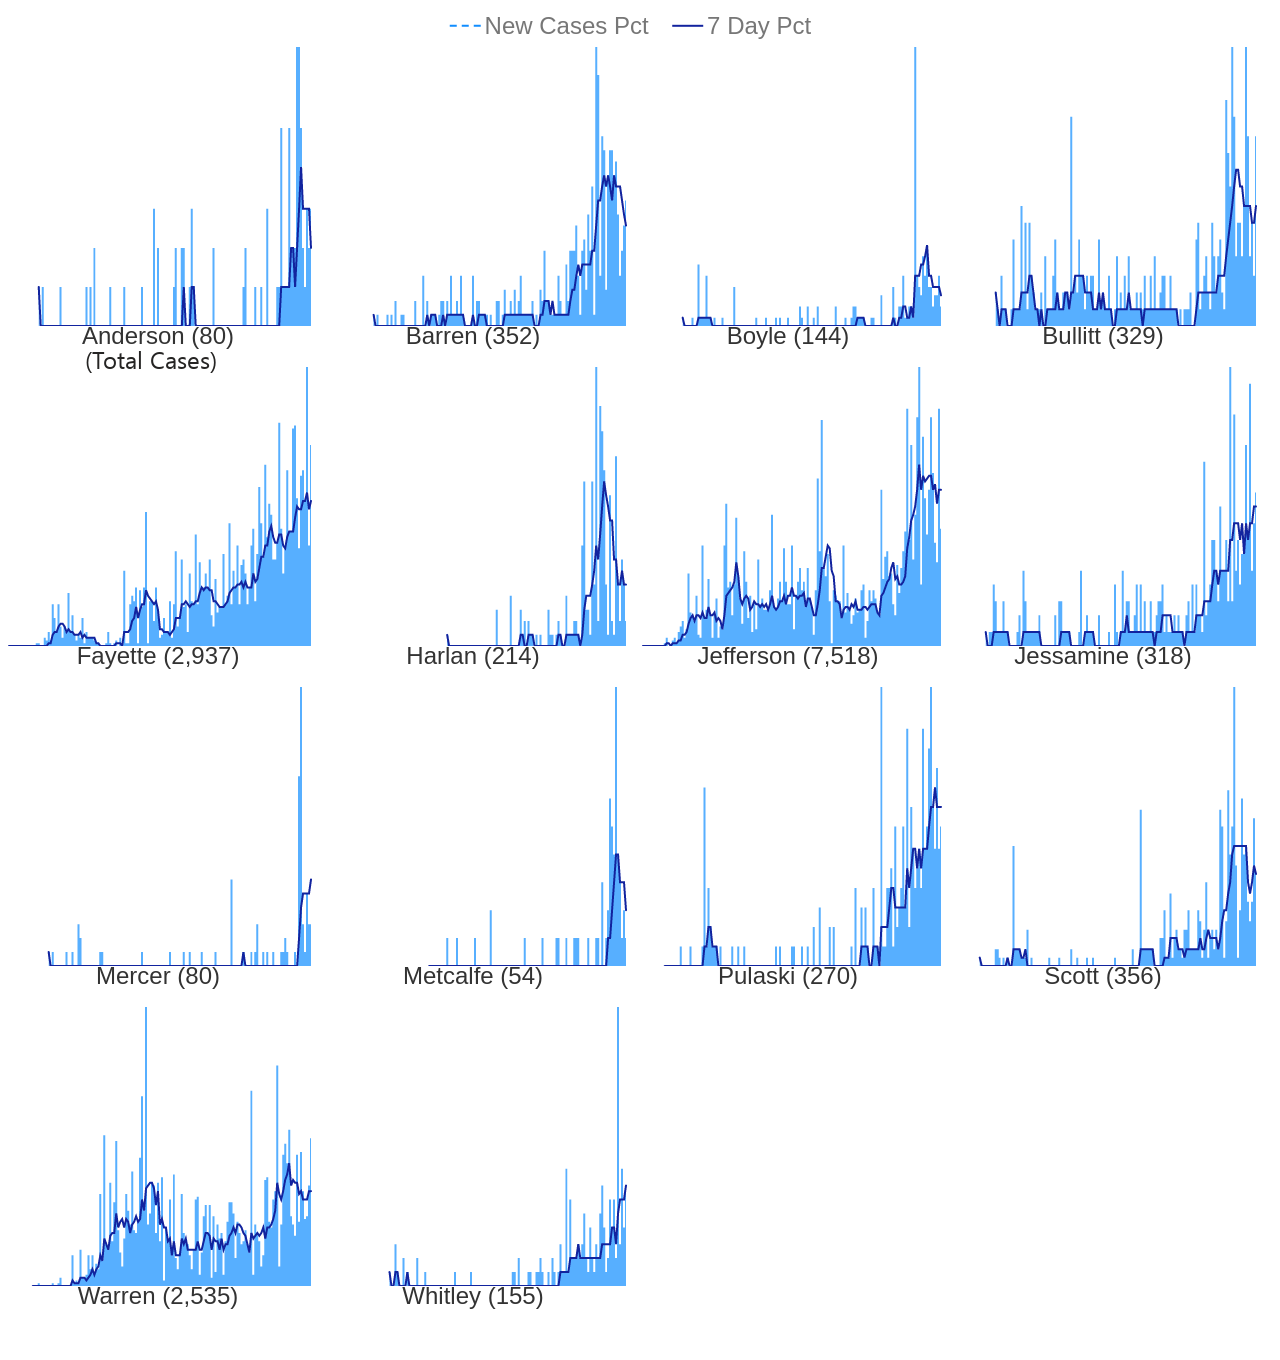 New Cases Pct 7 Day Pct
Anderson (80) Barren (352) Boyle (144) Bullitt (329)
(Total Cases)
Fayette (2,937) Harlan (214) Jefferson (7,518) Jessamine (318)
Mercer (80) Metcalfe (54) Pulaski (270) Scott (356)
Warren (2,535) Whitley (155)